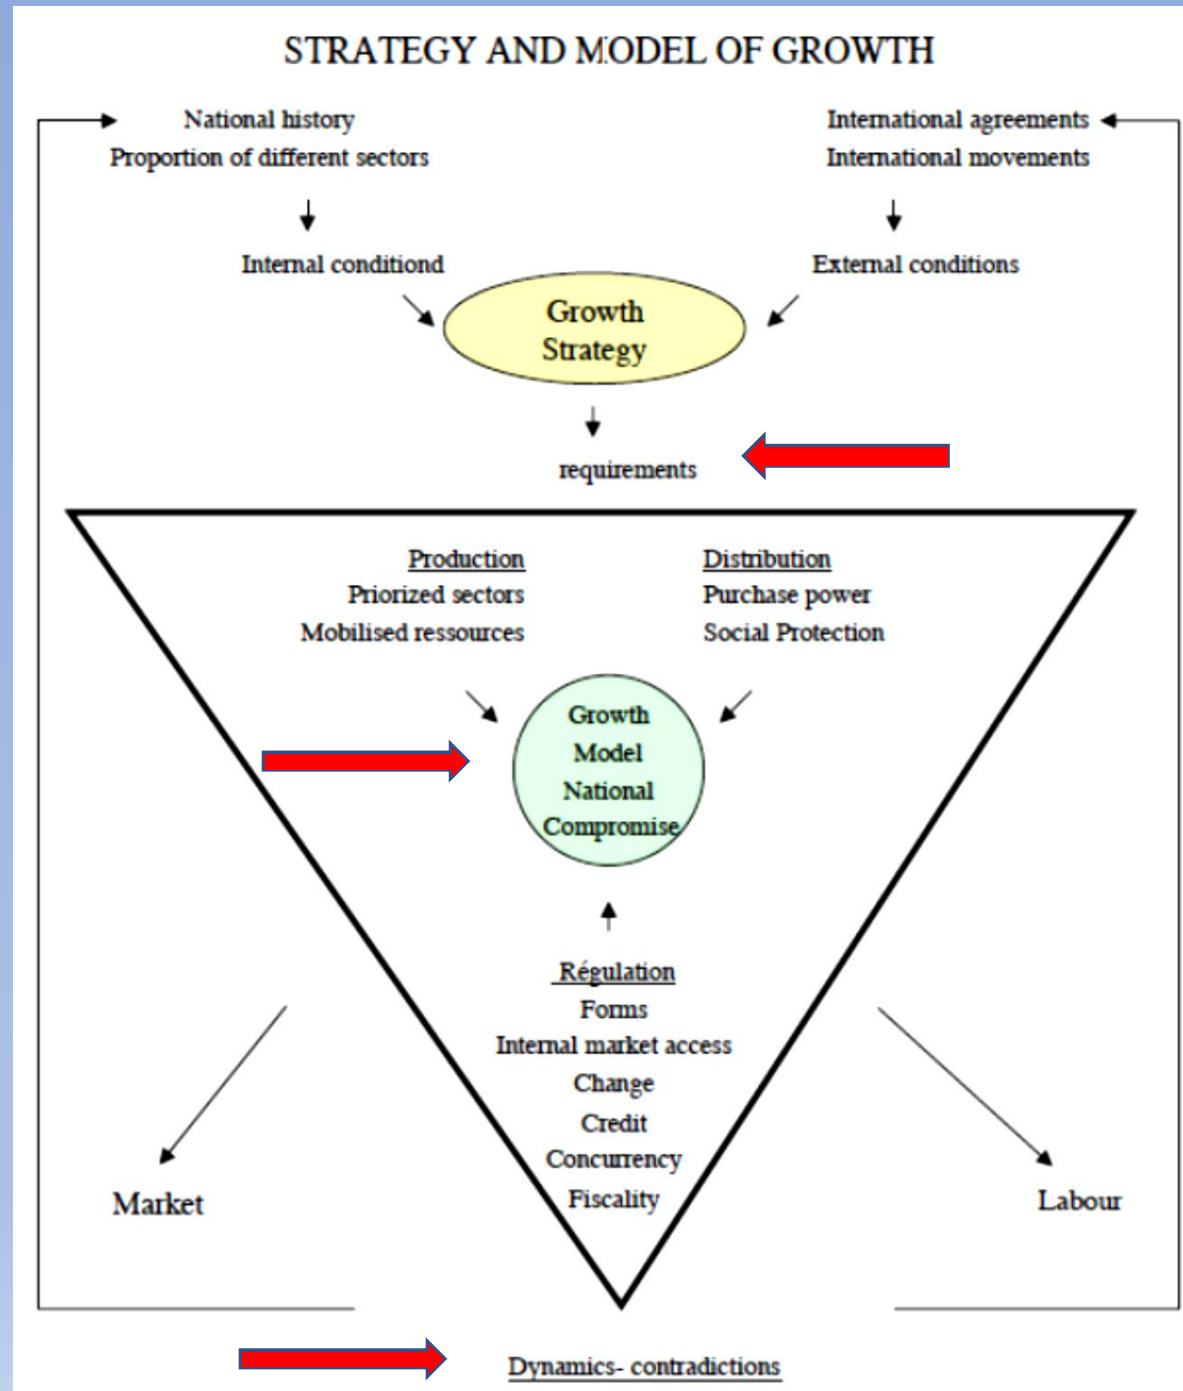 STRATEGY AND MODEL OF GROWTH
National history
Proportion of different sectors
International agreements
International movements
Internal conditiond
External conditions
Growth
Strategy
requirements
Production
Priorized sectors
Mobilised ressources
Distribution
Purchase power
Social Protection
Growth
Model
National
Compromise
Régulation
Forms
Internal market access
Change
Credit
Concurrency
Fiscality
Market
Labour
Dynamics- contradictions